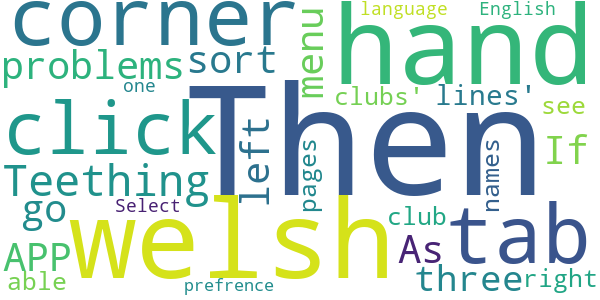 corner
hand
language
English
problems
sort
menu
one
clubs'
lines'
see
click
Then
If
Teething
left
pages
names
go
Select
welsh
club
tab
APP
As
able
three
right
prefrence